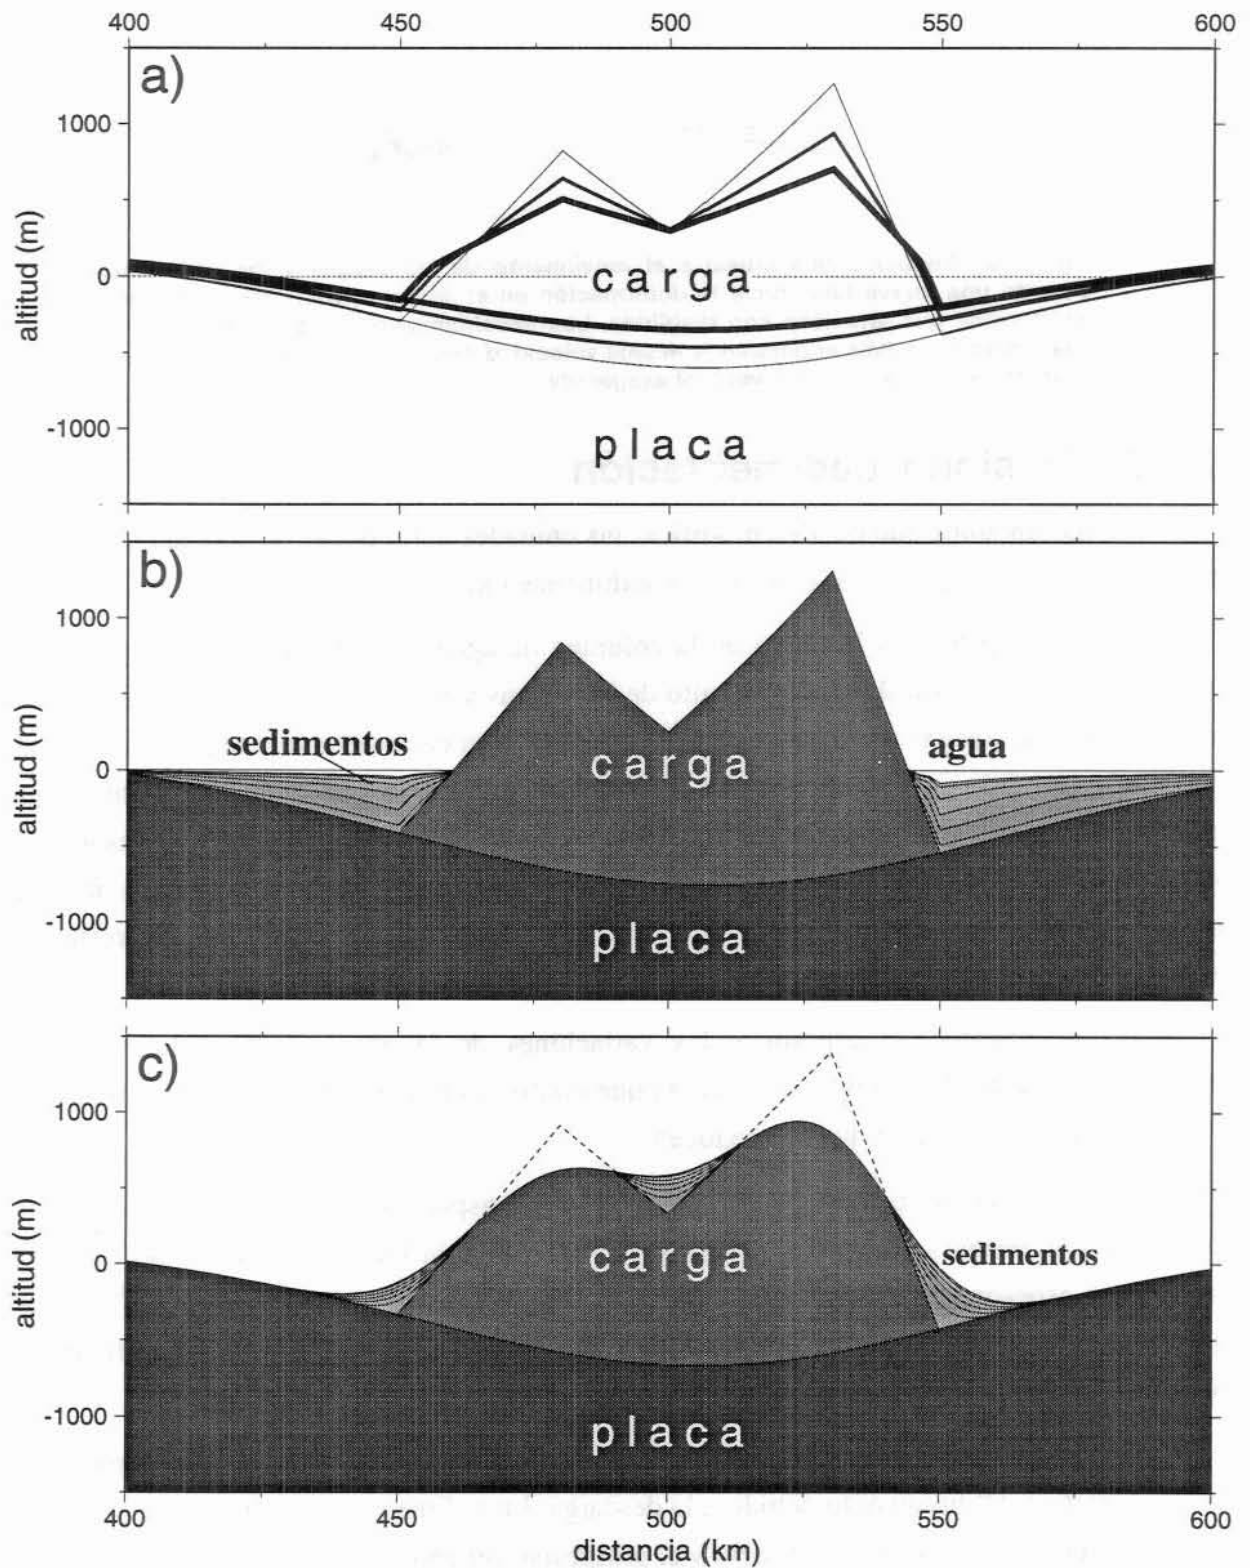 400 450 500 550 600
a)
1000
0
-1000
altitud (m)
carga
placa
b)
1000
0
-1000
altitud (m)
sedimentos
agua
carga
placa
c)
1000
0
-1000
altitud (m)
carga
sedimentos
placa
400 450 500 550 600
distancia (km)